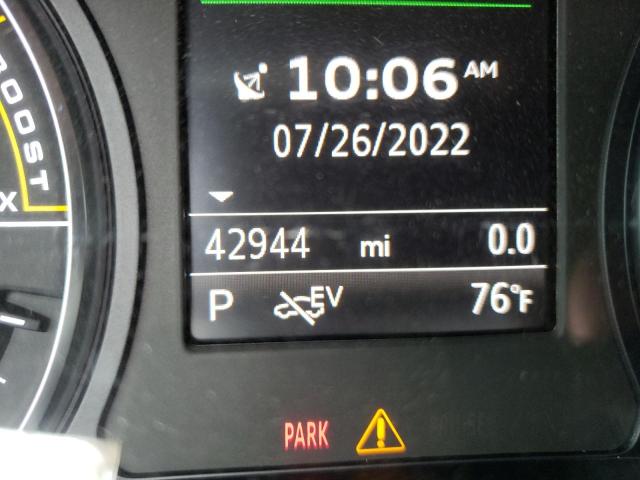 10:06 AM
07/26/2022
42944 mi 0.0
P EV 76°F
PARK
BOOST
X